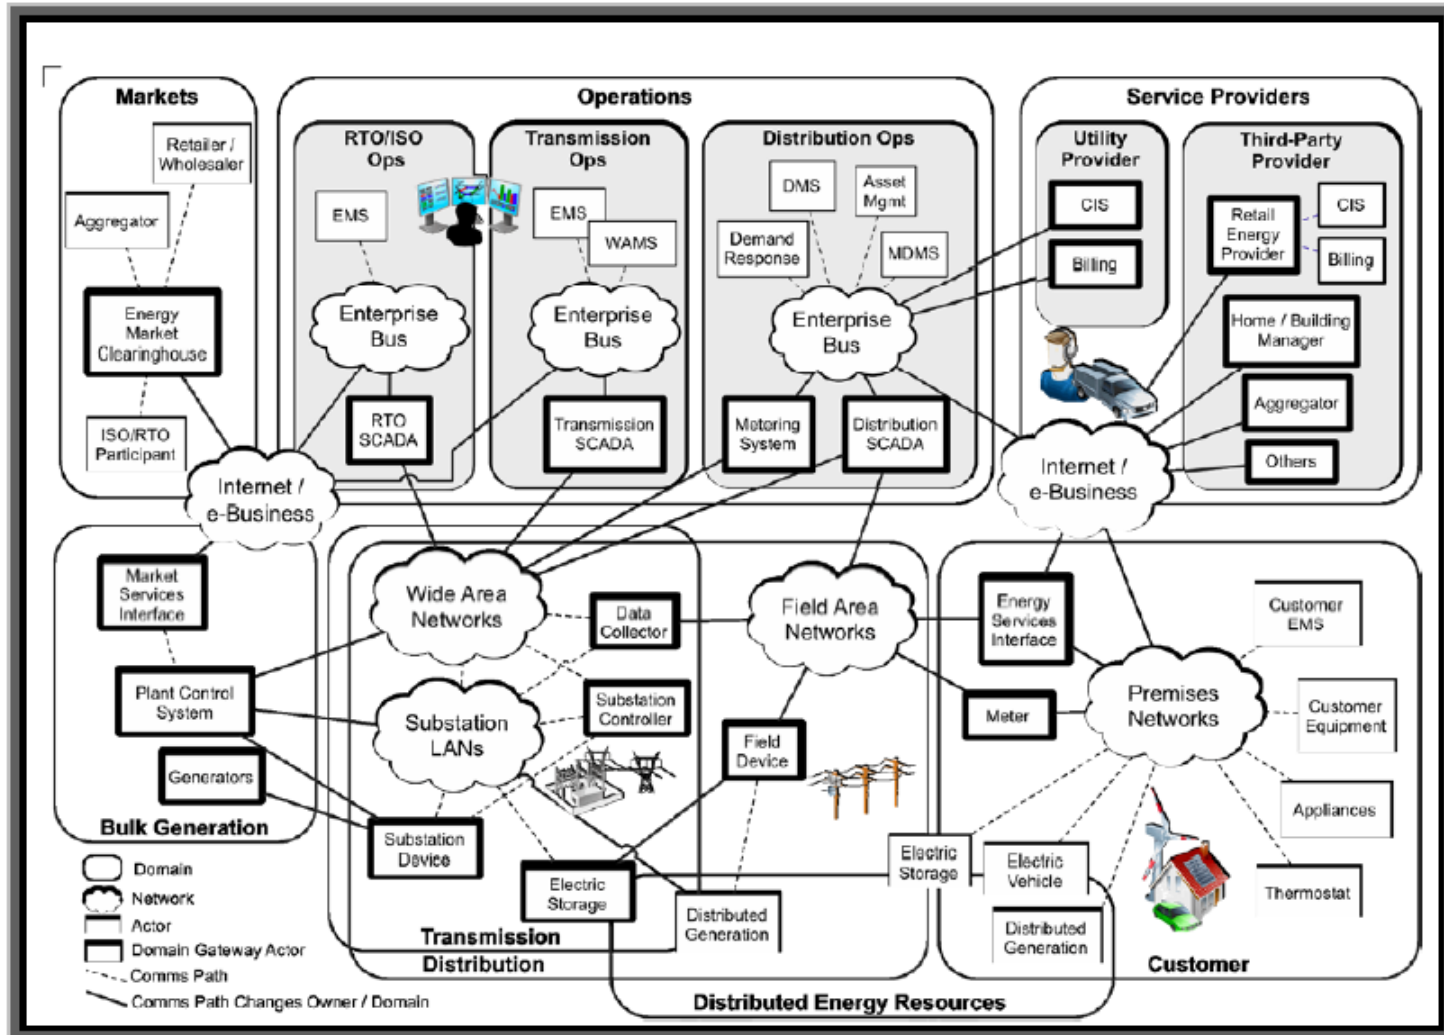 Markets
Retailer /
Wholesaler
Aggregator
Energy
Market
Clearinghouse
ISO/RTO
Participant
Internet /
e-Business
Operations
RTO/ISO
Ops
EMS
Enterprise
Bus
RTO
SCADA
Transmission
Ops
EMS
WAMS
Enterprise
Bus
Transmission
SCADA
Distribution Ops
DMS
Asset
Mgmt
Demand
Response
MDMS
Enterprise
Bus
Metering
System
Distribution
SCADA
Service Providers
Utility
Provider
CIS
Billing
Third-Party
Provider
Retail
Energy
Provider
CIS
Billing
Home / Building
Manager
Aggregator
Others
Internet /
e-Business
Market
Services
Interface
Plant Control
System
Generators
Bulk Generation
Wide Area
Networks
Data
Collector
Substation
LANs
Substation
Controller
Substation
Device
Electric
Storage
Field Area
Networks
Field
Device
Distributed
Generation
Transmission
Distribution
Energy
Services
Interface
Meter
Premises
Networks
Customer
EMS
Customer
Equipment
Appliances
Thermostat
Electric
Storage
Electric
Vehicle
Distributed
Generation
Customer
Distributed Energy Resources
Domain
Network
Actor
Domain Gateway Actor
Comms Path
Comms Path Changes Owner / Domain